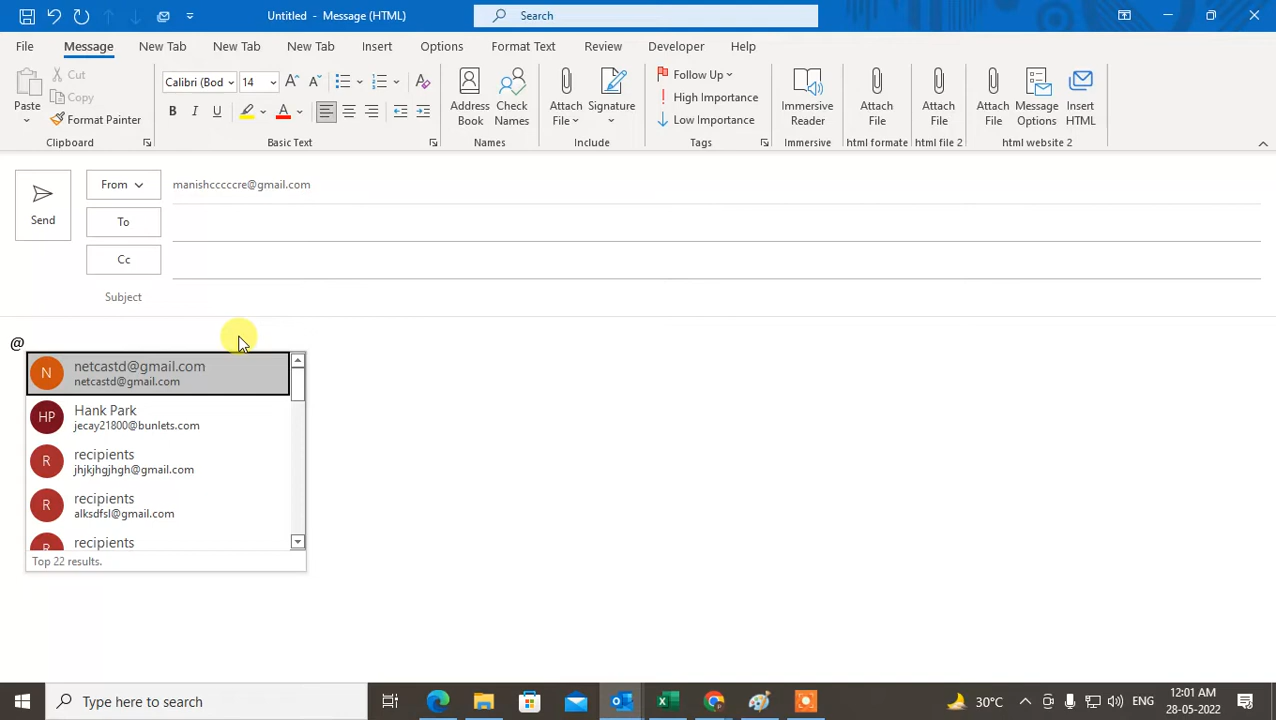 Untitled - Message (HTML)
Search
File Message New Tab New Tab New Tab Insert Options Format Text Review Developer Help
Paste
Cut
Copy
Format Painter
Clipboard
Calibri (Bod 14
B I U A
Basic Text
Address Book
Check Names
Names
Attach File
Signature
Include
Follow Up
High Importance
Low Importance
Tags
Immersive Reader
Immersive
Attach File
html formate
Attach File
html file 2
Attach File
Message Options
Insert HTML
html website 2
Send
From manishcccccre@gmail.com
To
Cc
Subject
@
N netcastd@gmail.com
netcastd@gmail.com
HP Hank Park
jecay21800@bunlets.com
R recipients
jhjkjhgjhgh@gmail.com
R recipients
alksdfsl@gmail.com
R recipients
Top 22 results.
Type here to search
30°C
ENG
12:01 AM
28-05-2022